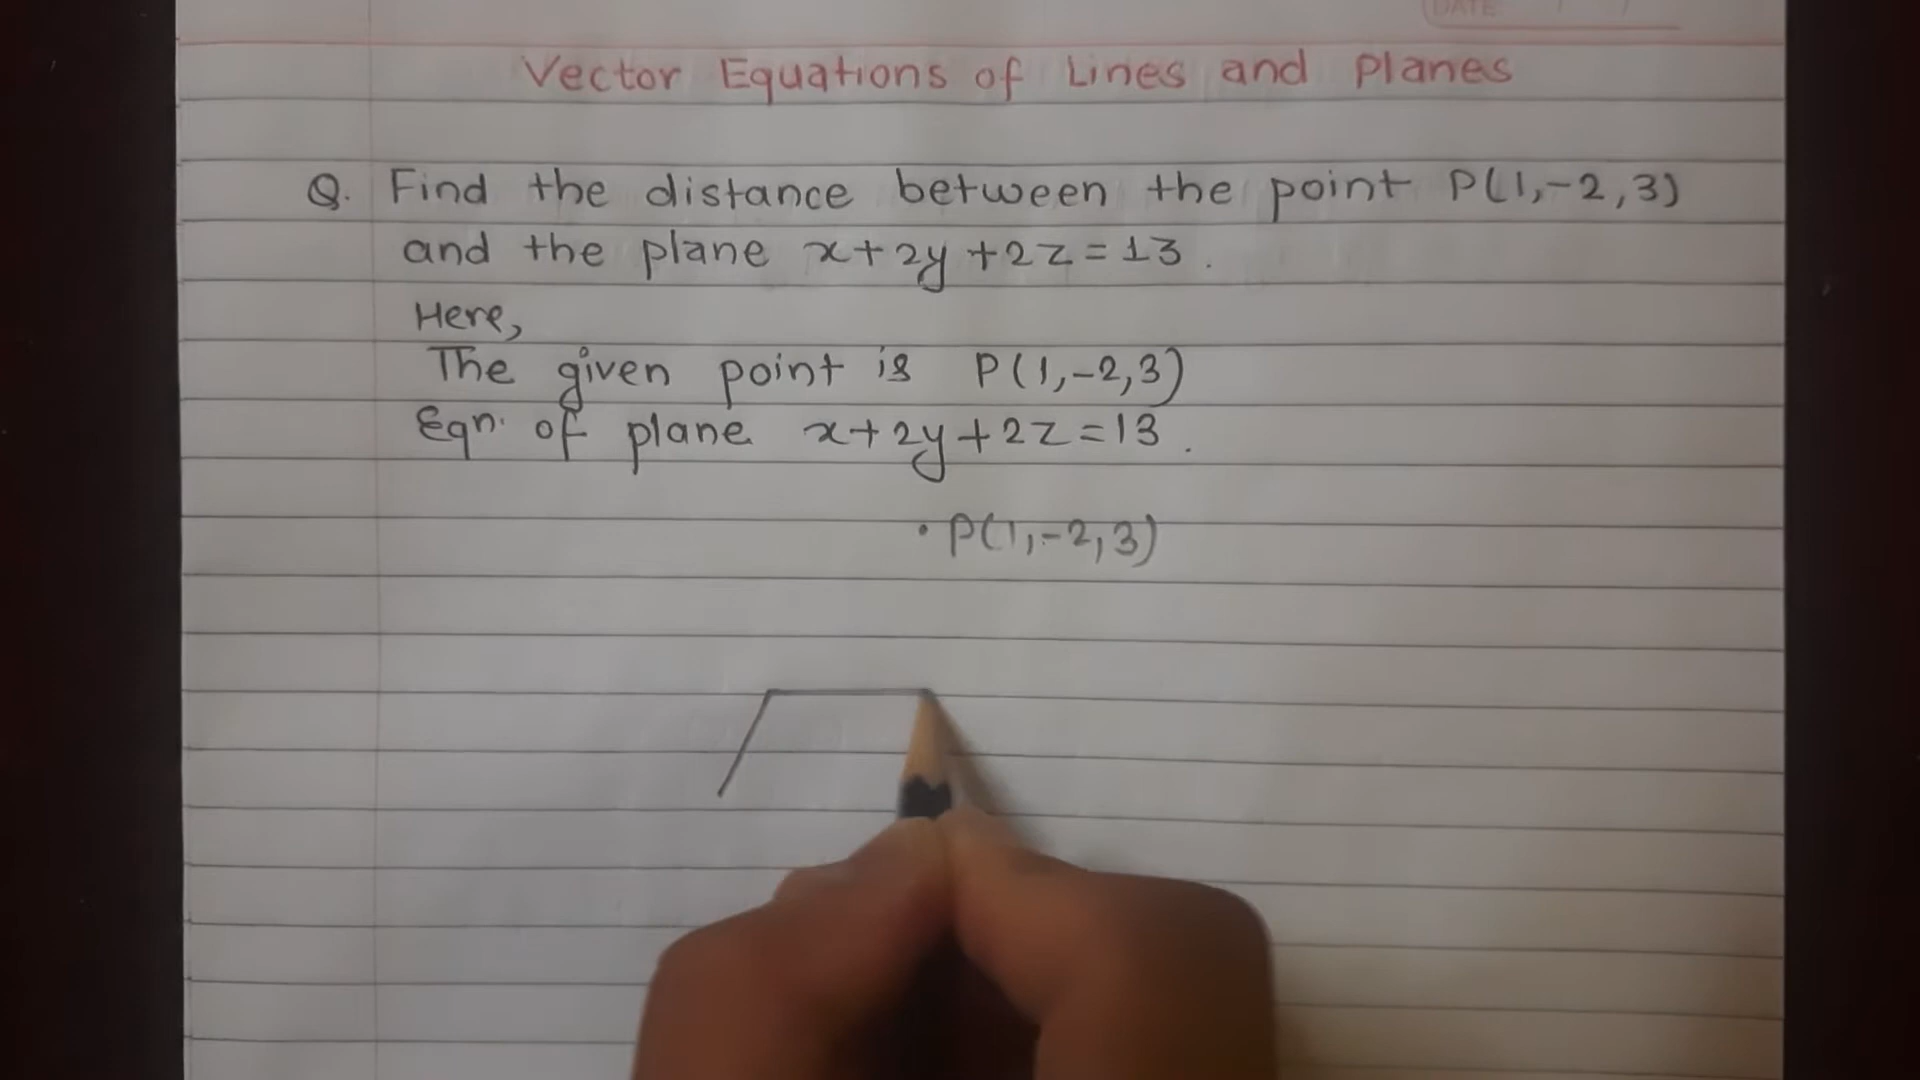 DATE
Vector Equations of Lines and Planes
Q. Find the distance between the point P(1,-2,3)
and the plane x+2y+2z=13.
Here,
The given point is P(1,-2,3)
Eqn. of plane x+2y+2z=13.
P(1,-2,3)